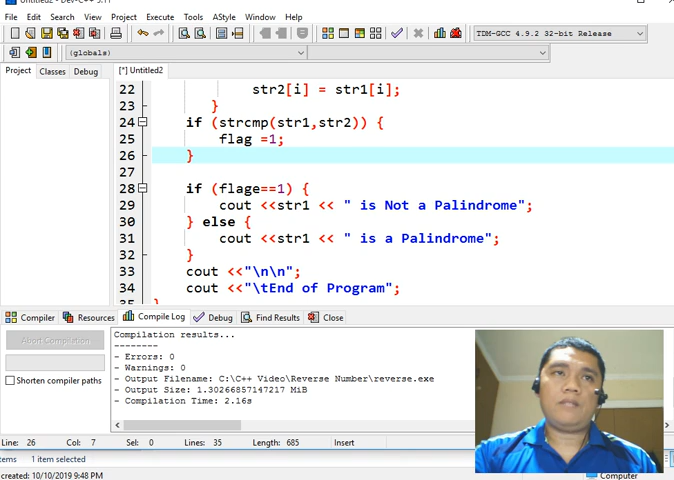 Untitled2 - Dev-C++ 5.11
File Edit Search View Project Execute Tools AStyle Window Help
TDM-GCC 4.9.2 32-bit Release
(globals)
Project Classes Debug
[*] Untitled2
22 str2[i] = str1[i];
23 }
24 if (strcmp(str1,str2)) {
25 flag =1;
26 }
27
28 if (flage==1) {
29 cout <<str1 << " is Not a Palindrome";
30 } else {
31 cout <<str1 << " is a Palindrome";
32 }
33 cout <<"\n\n";
34 cout <<"\tEnd of Program";
35 }
Compiler Resources Compile Log Debug Find Results Close
Abort Compilation
Shorten compiler paths
Compilation results...
--------
- Errors: 0
- Warnings: 0
- Output Filename: C:\C++ Video\Reverse Number\reverse.exe
- Output Size: 1.30266857147217 MiB
- Compilation Time: 2.16s
Line: 26 Col: 7 Sel: 0 Lines: 35 Length: 685 Insert
tems 1 item selected
created: 10/10/2019 9:48 PM
Computer